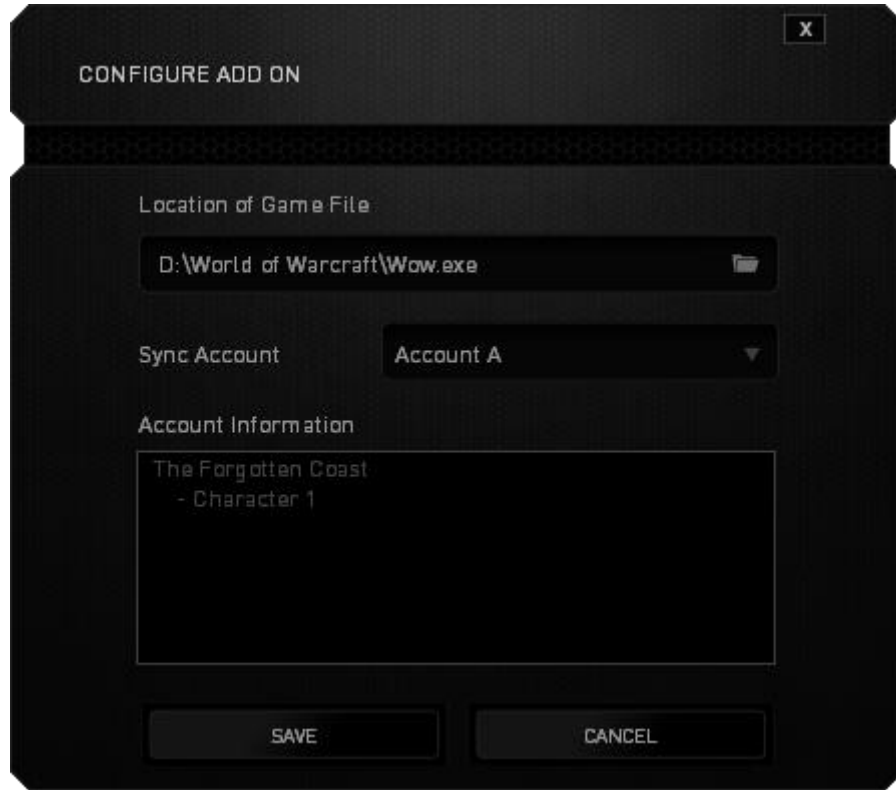 X
CONFIGURE ADD ON
Location of Game File
D:\World of Warcraft\Wow.exe
Sync Account
Account A
Account Information
The Forgotten Coast
- Character 1
SAVE
CANCEL